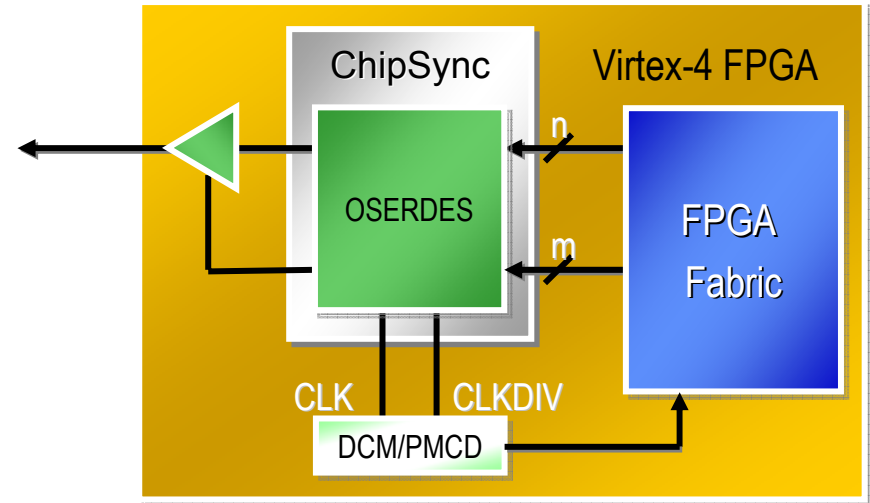 ChipSync
Virtex-4 FPGA
n
OSERDES
FPGA
Fabric
m
CLK
CLKDIV
DCM/PMCD